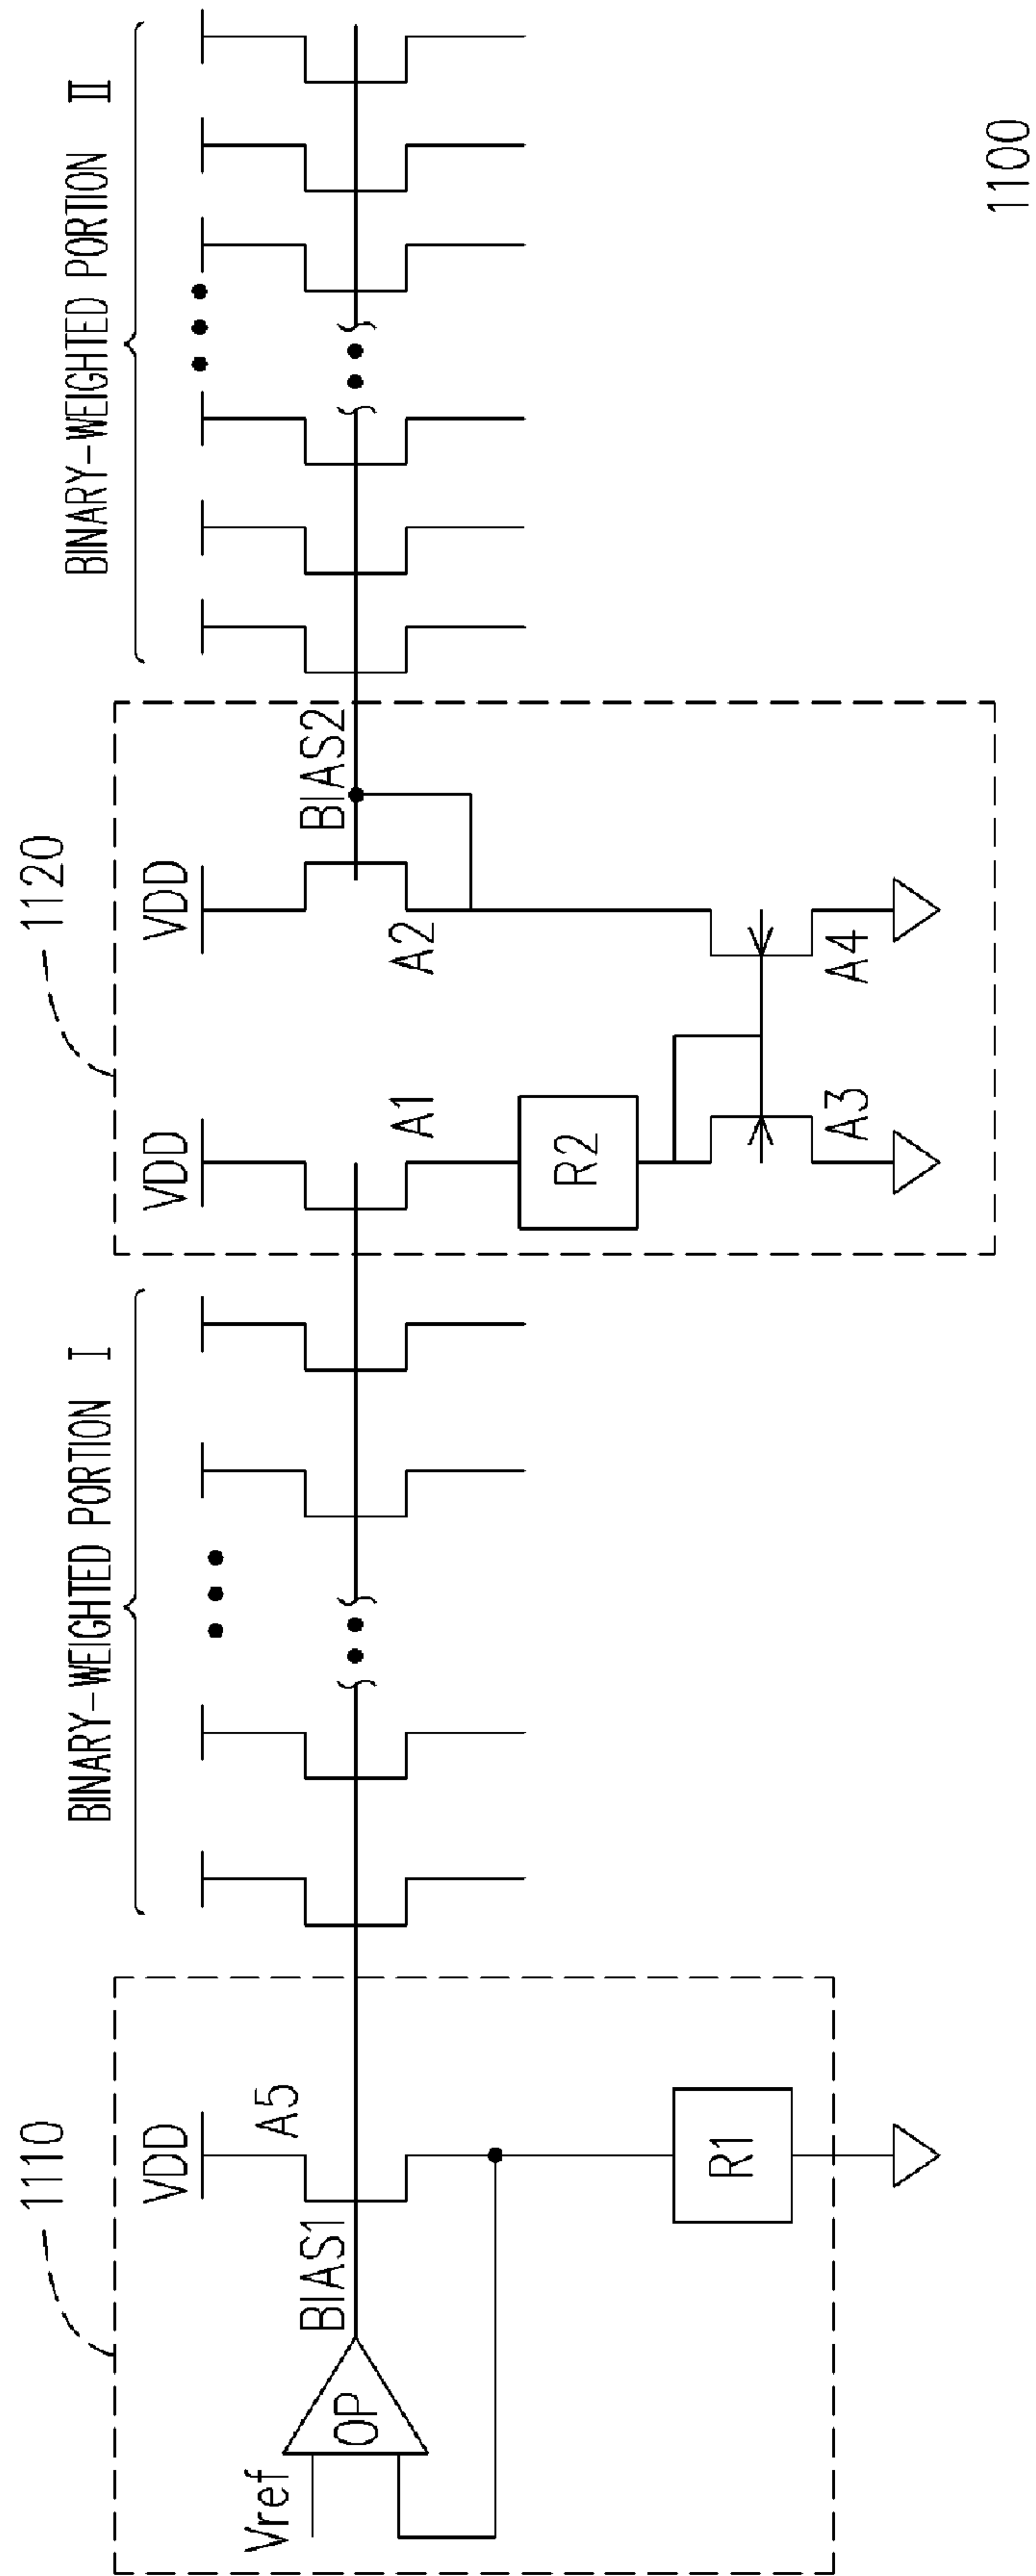 1110
1120
BINARY-WEIGHTED PORTION I
BINARY-WEIGHTED PORTION II
VDD
VDD
VDD
Vref
OP
BIAS1
A5
A1
A2
BIAS2
R1
R2
A3
A4
1100